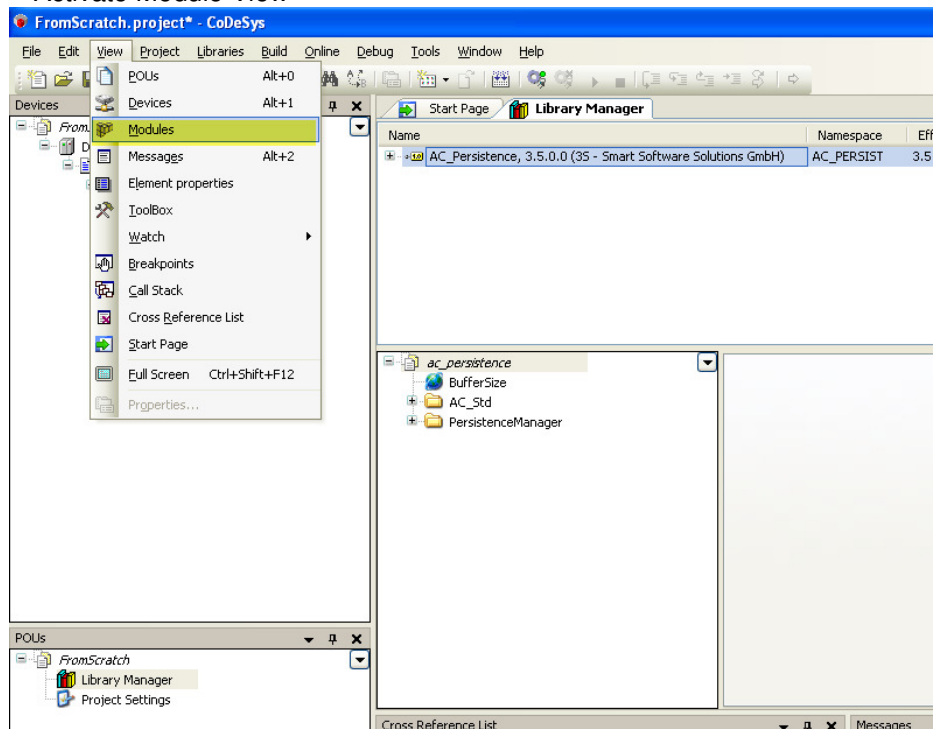 Activate Module View
FromScratch.project* - CoDeSys
File Edit View Project Libraries Build Online Debug Tools Window Help
Devices
POUs Alt+0
Devices Alt+1
Modules
Messages Alt+2
Element properties
ToolBox
Watch
Breakpoints
Call Stack
Cross Reference List
Start Page
Full Screen Ctrl+Shift+F12
Properties...
Start Page Library Manager
Name Namespace Eff
AC_Persistence, 3.5.0.0 (3S - Smart Software Solutions GmbH) AC_PERSIST 3.5
ac_persistence
BufferSize
AC_Std
PersistenceManager
POUs
FromScratch
Library Manager
Project Settings
Cross Reference List Messages